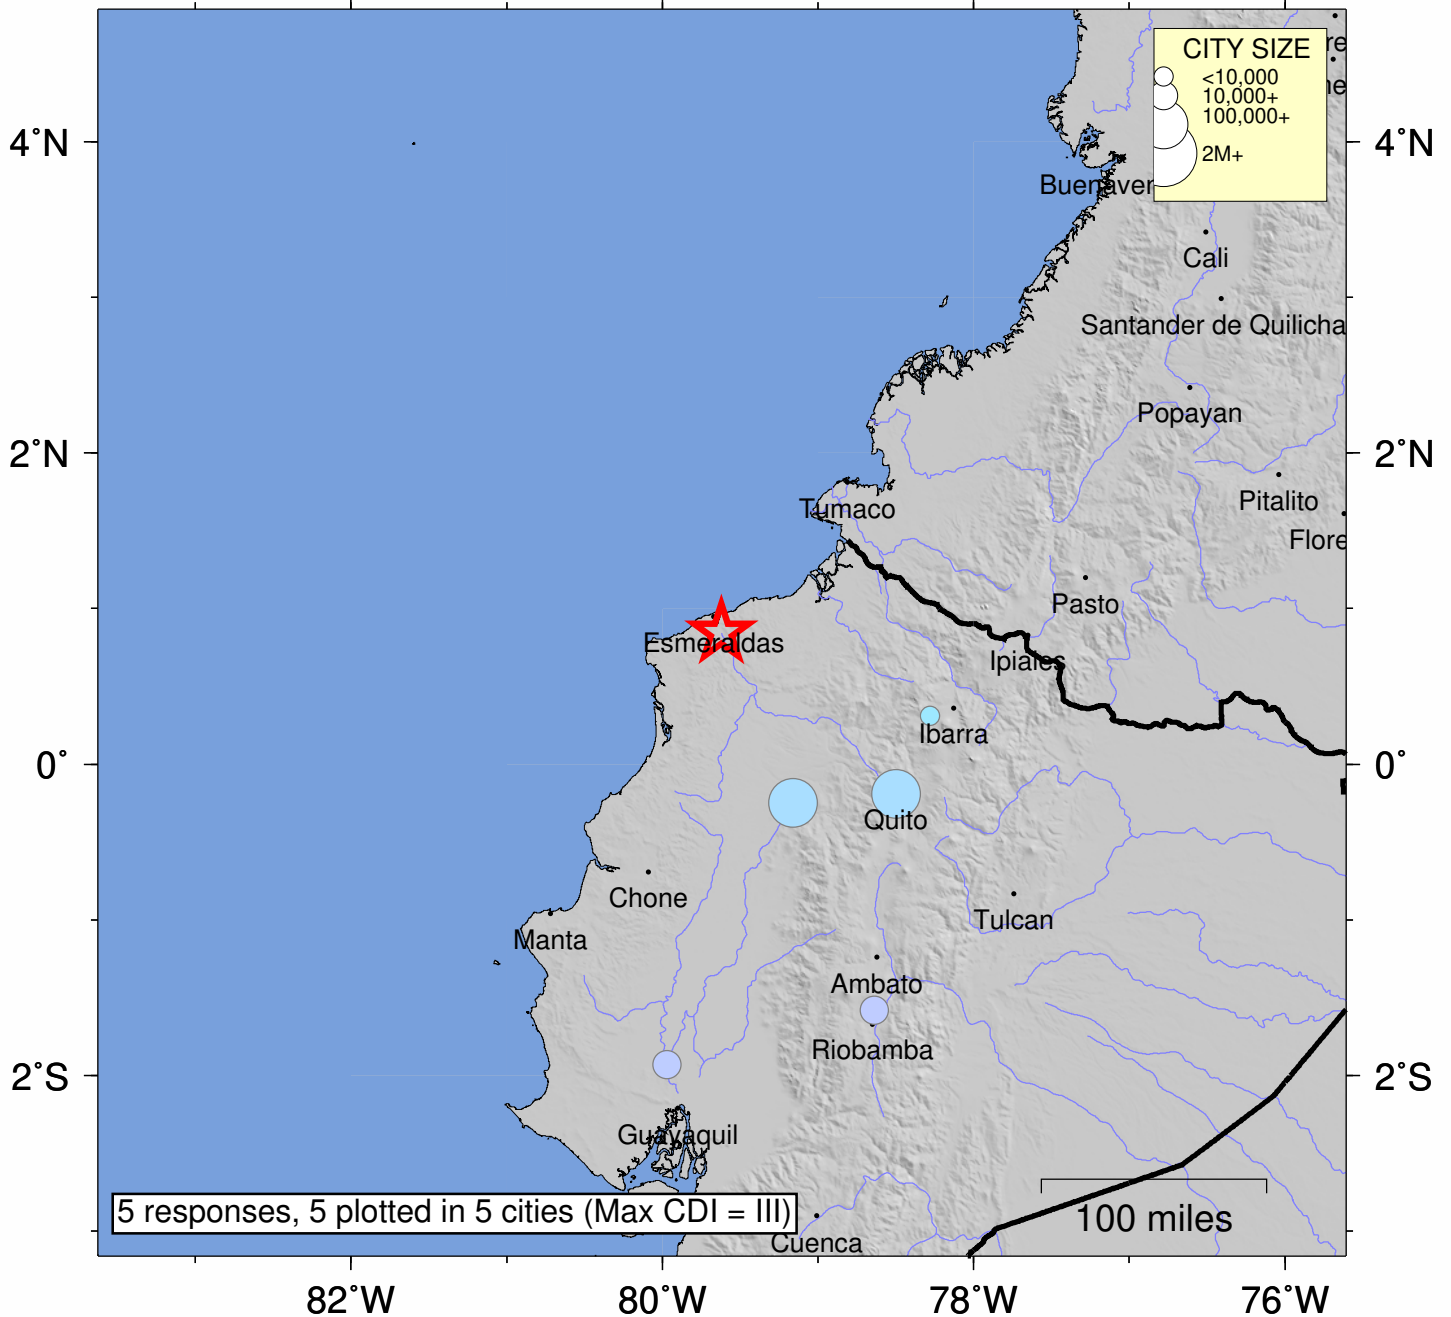 CITY SIZE
<10,000
10,000+
100,000+
2M+
4°N
4°N
Buenaver
Cali
Santander de Quilicha
Popayan
2°N
2°N
Pitalito
Tumaco
Flore
Pasto
Esmeraldas
Ipiales
Ibarra
0°
0°
Quito
Chone
Tulcan
Manta
Ambato
Riobamba
2°S
2°S
Guayaquil
5 responses, 5 plotted in 5 cities (Max CDI = III)
100 miles
Cuenca
82°W
80°W
78°W
76°W